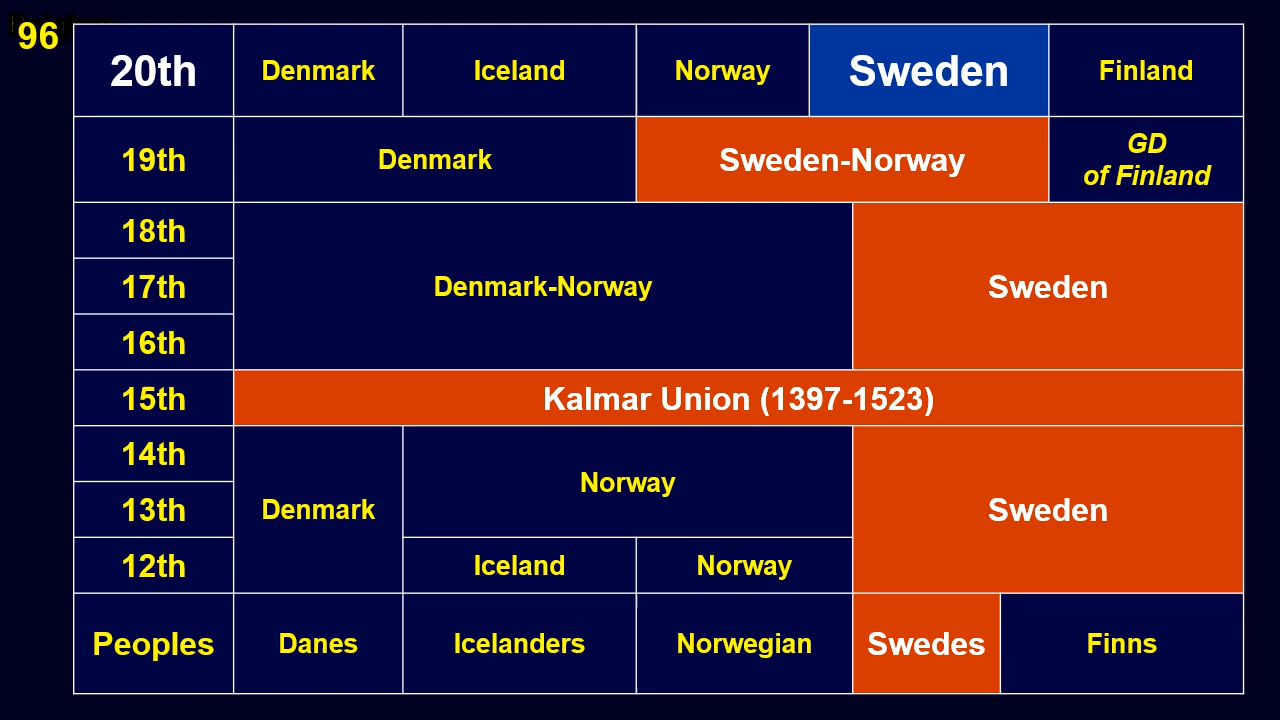 96
20th
Denmark
Iceland
Norway
Sweden
Finland
19th
Denmark
Sweden-Norway
GD
of Finland
18th
17th
16th
Denmark-Norway
Sweden
15th
Kalmar Union (1397-1523)
14th
13th
12th
Denmark
Norway
Iceland
Norway
Sweden
Peoples
Danes
Icelanders
Norwegian
Swedes
Finns